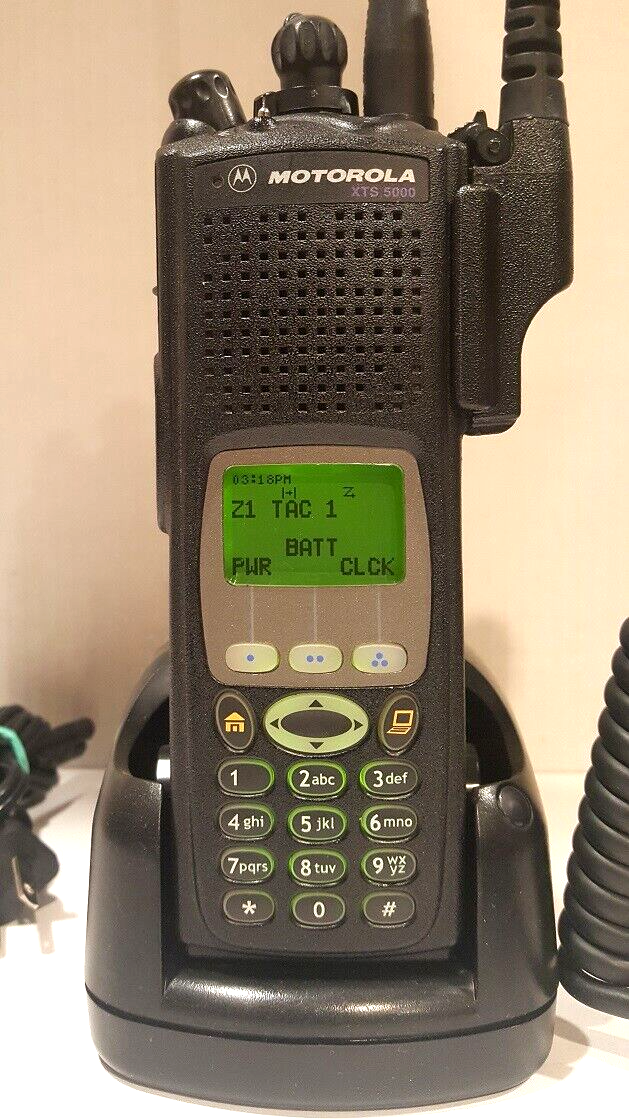 MOTOROLA
XTS 5000
03:18PM
Z1 TAC 1
BATT
PWR CLCK
1 2abc 3def
4ghi 5jkl 6mno
7pqrs 8tuv 9wxyz
* 0 #